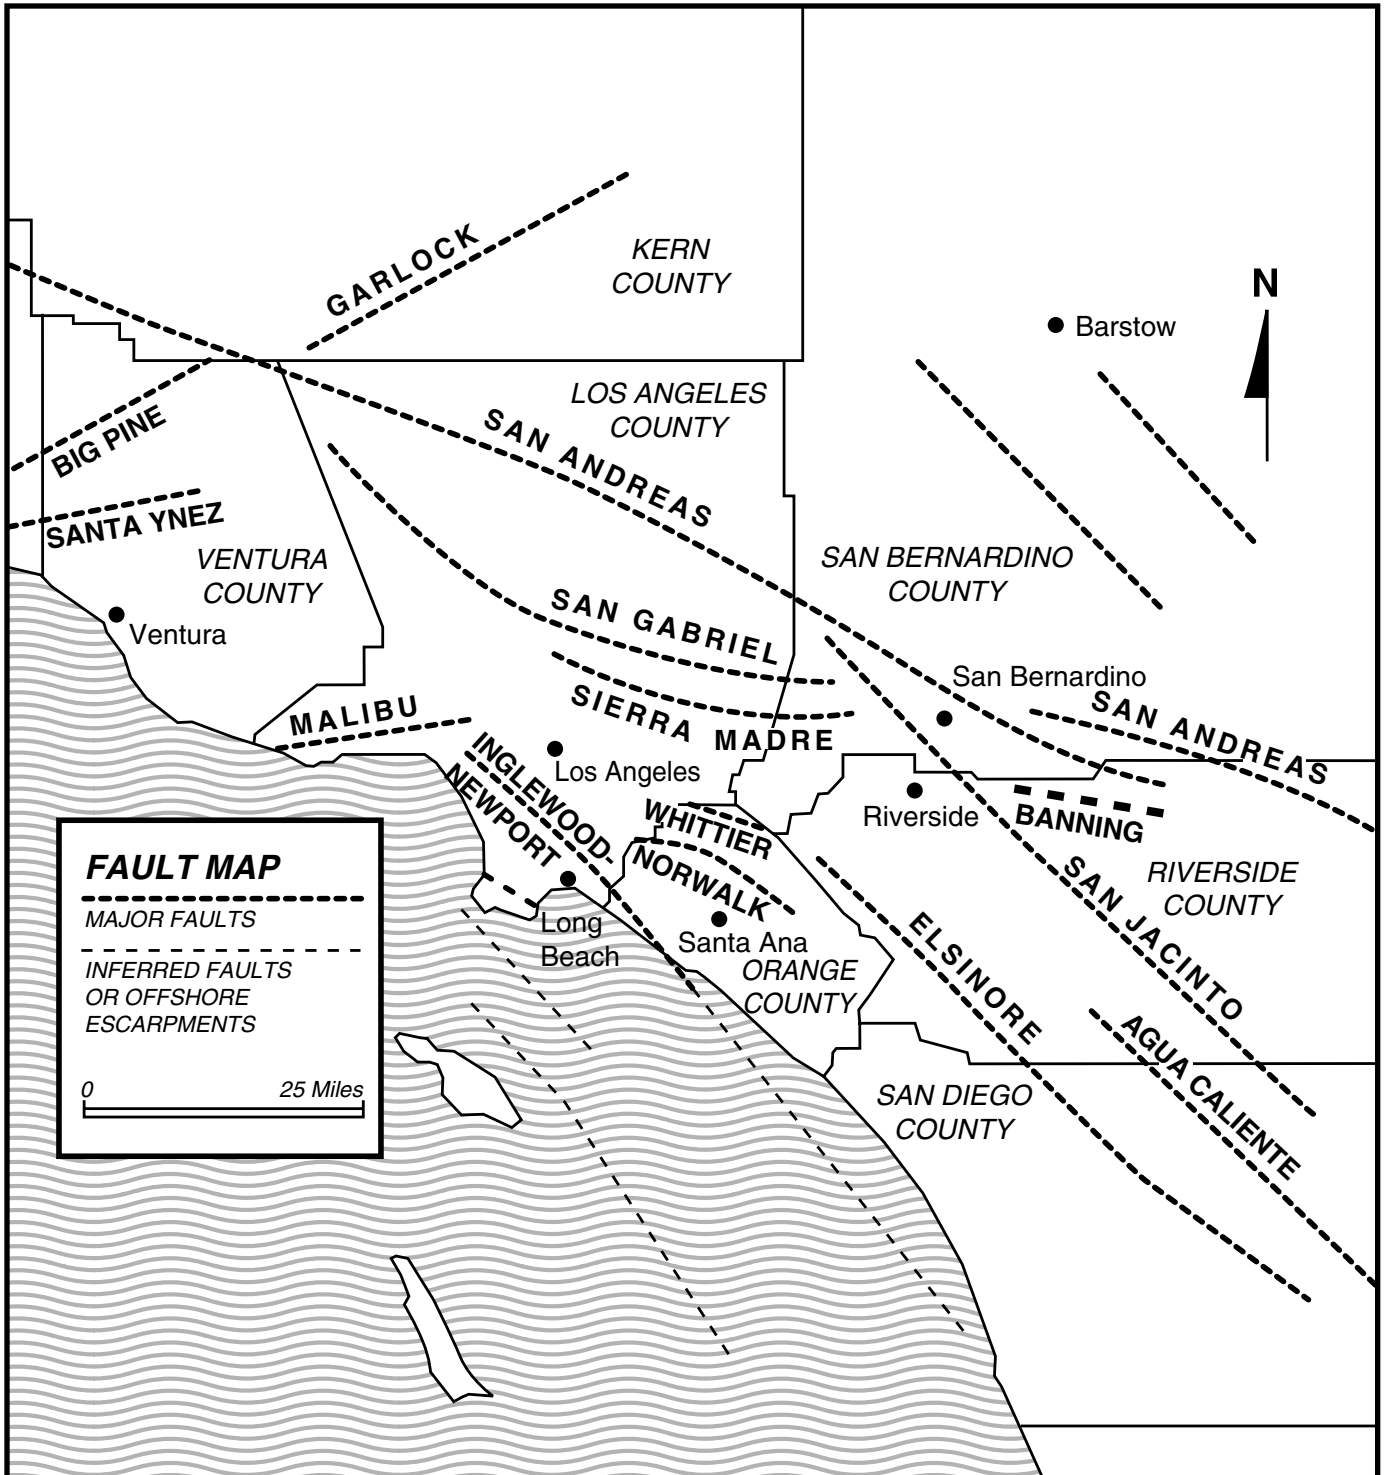 GARLOCK
KERN
COUNTY
N
Barstow
BIG PINE
LOS ANGELES
COUNTY
SAN ANDREAS
SANTA YNEZ
VENTURA
COUNTY
SAN BERNARDINO
COUNTY
Ventura
SAN GABRIEL
San Bernardino
MALIBU
SIERRA MADRE
SAN ANDREAS
INGLEWOOD-
NEWPORT
Los Angeles
WHITTIER
Riverside
BANNING
NORWALK
SAN JACINTO
RIVERSIDE
COUNTY
Long
Beach
Santa Ana
ORANGE
COUNTY
ELSINORE
AGUA CALIENTE
SAN DIEGO
COUNTY
FAULT MAP
MAJOR FAULTS
INFERRED FAULTS
OR OFFSHORE
ESCARPMENTS
0 25 Miles